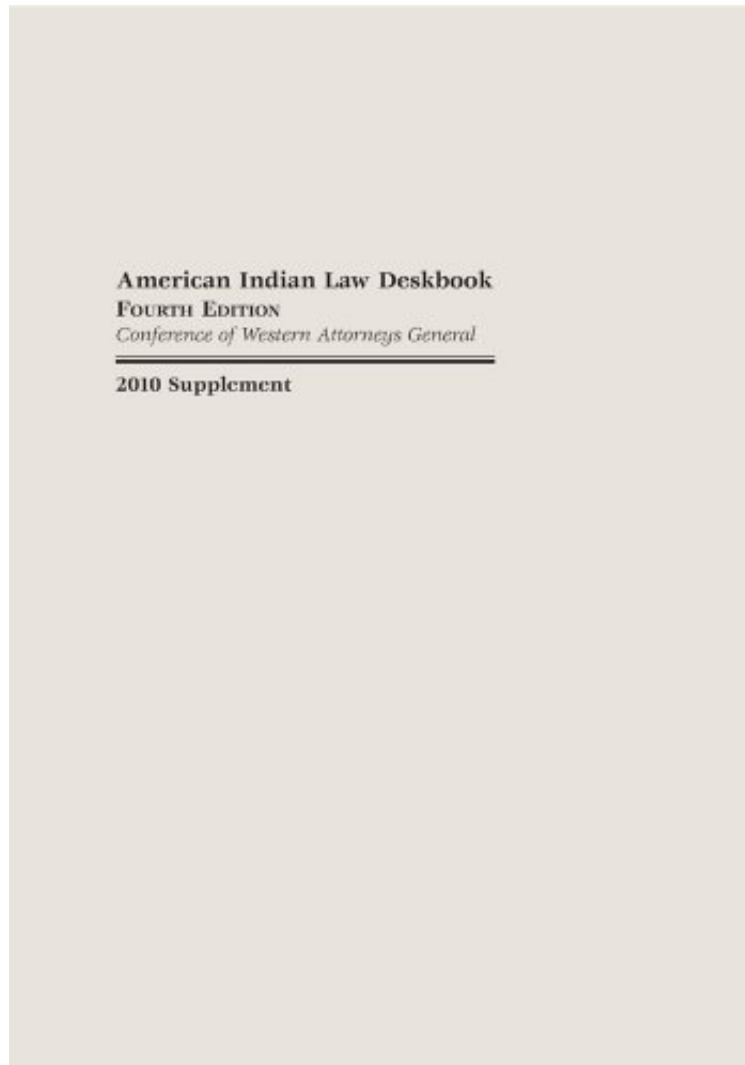 American Indian Law Deskbook
Fourth Edition
Conference of Western Attorneys General
2010 Supplement